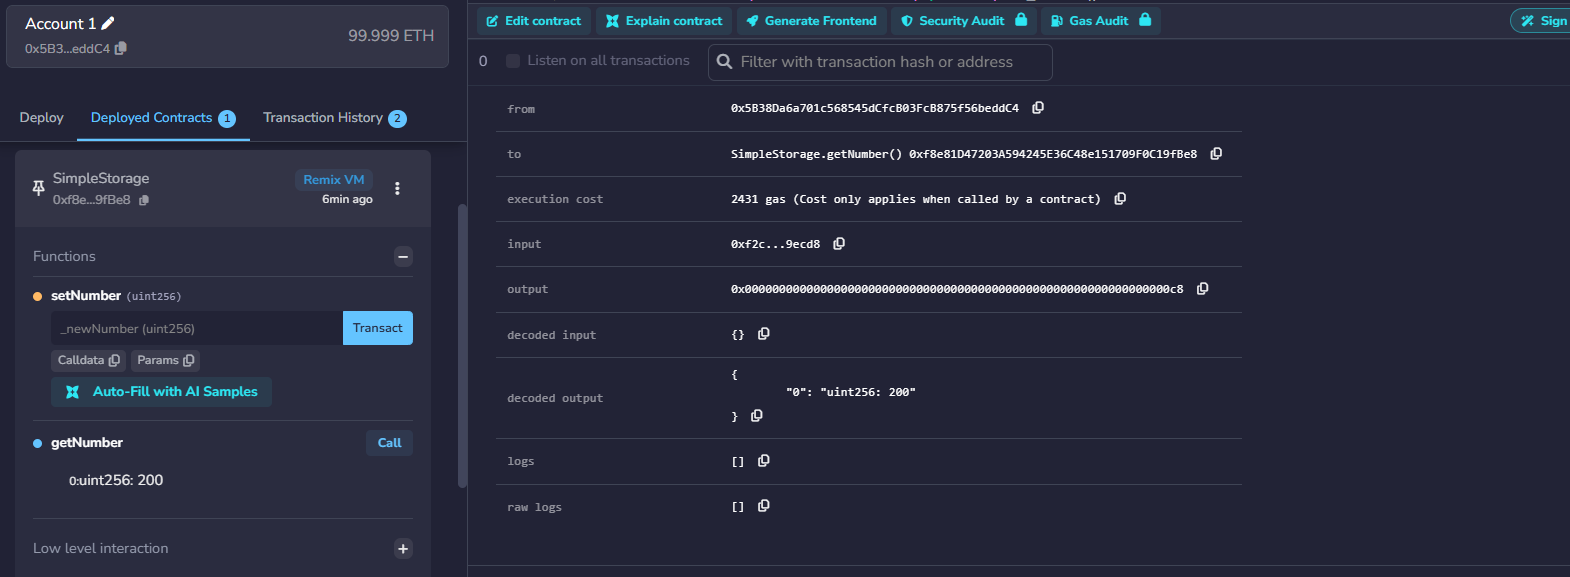 Account 1
0x5B3...eddC4
99.999 ETH
Deploy
Deployed Contracts 1
Transaction History 2
SimpleStorage
0xf8e...9fBe8
Remix VM
6min ago
Functions
setNumber (uint256)
_newNumber (uint256)
Transact
Calldata
Params
Auto-Fill with AI Samples
getNumber
Call
0:uint256: 200
Low level interaction
Edit contract
Explain contract
Generate Frontend
Security Audit
Gas Audit
Sign
0
Listen on all transactions
Filter with transaction hash or address
from 0x5B38Da6a701c568545dCfcB03FcB875f56beddC4
to SimpleStorage.getNumber() 0xf8e81D47203A594245E36C48e151709F0C19fBe8
execution cost 2431 gas (Cost only applies when called by a contract)
input 0xf2c...9ecd8
output 0x00000000000000000000000000000000000000000000000000000000000000c8
decoded input {}
decoded output {
"0": "uint256: 200"
}
logs []
raw logs []